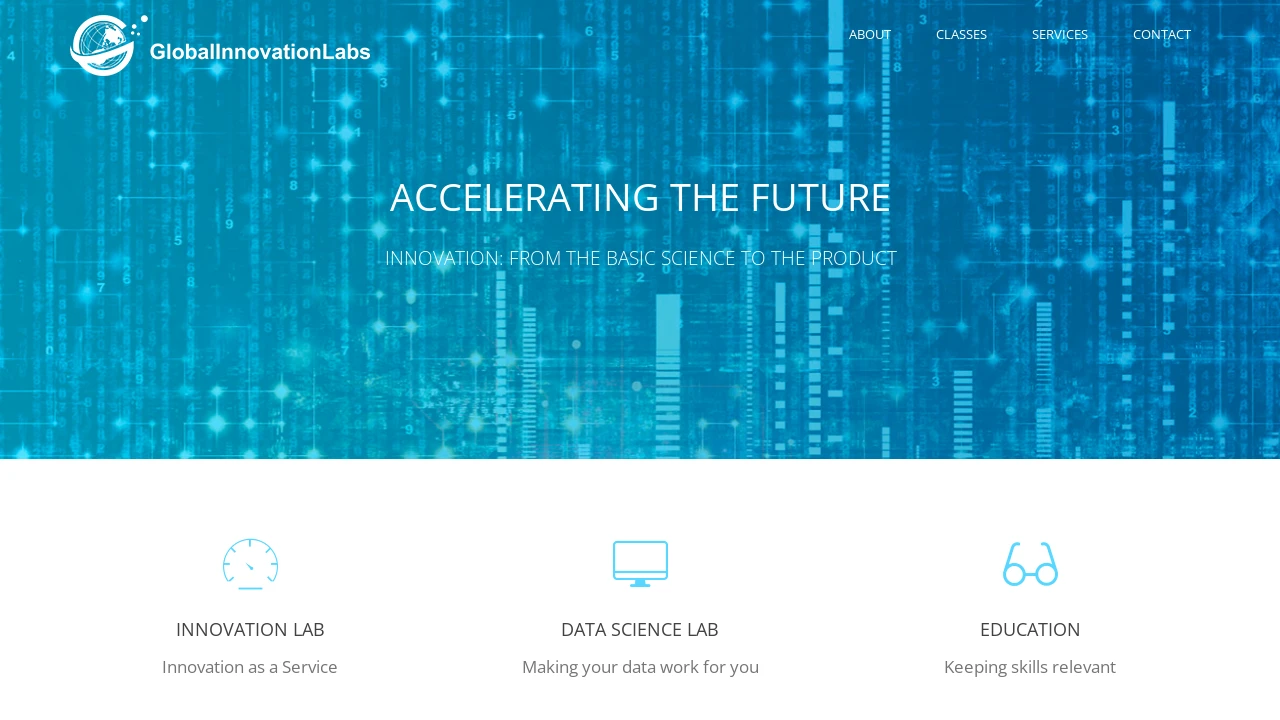 GlobalInnovationLabs
ABOUT
CLASSES
SERVICES
CONTACT
ACCELERATING THE FUTURE
INNOVATION: FROM THE BASIC SCIENCE TO THE PRODUCT
INNOVATION LAB
DATA SCIENCE LAB
EDUCATION
Innovation as a Service
Making your data work for you
Keeping skills relevant